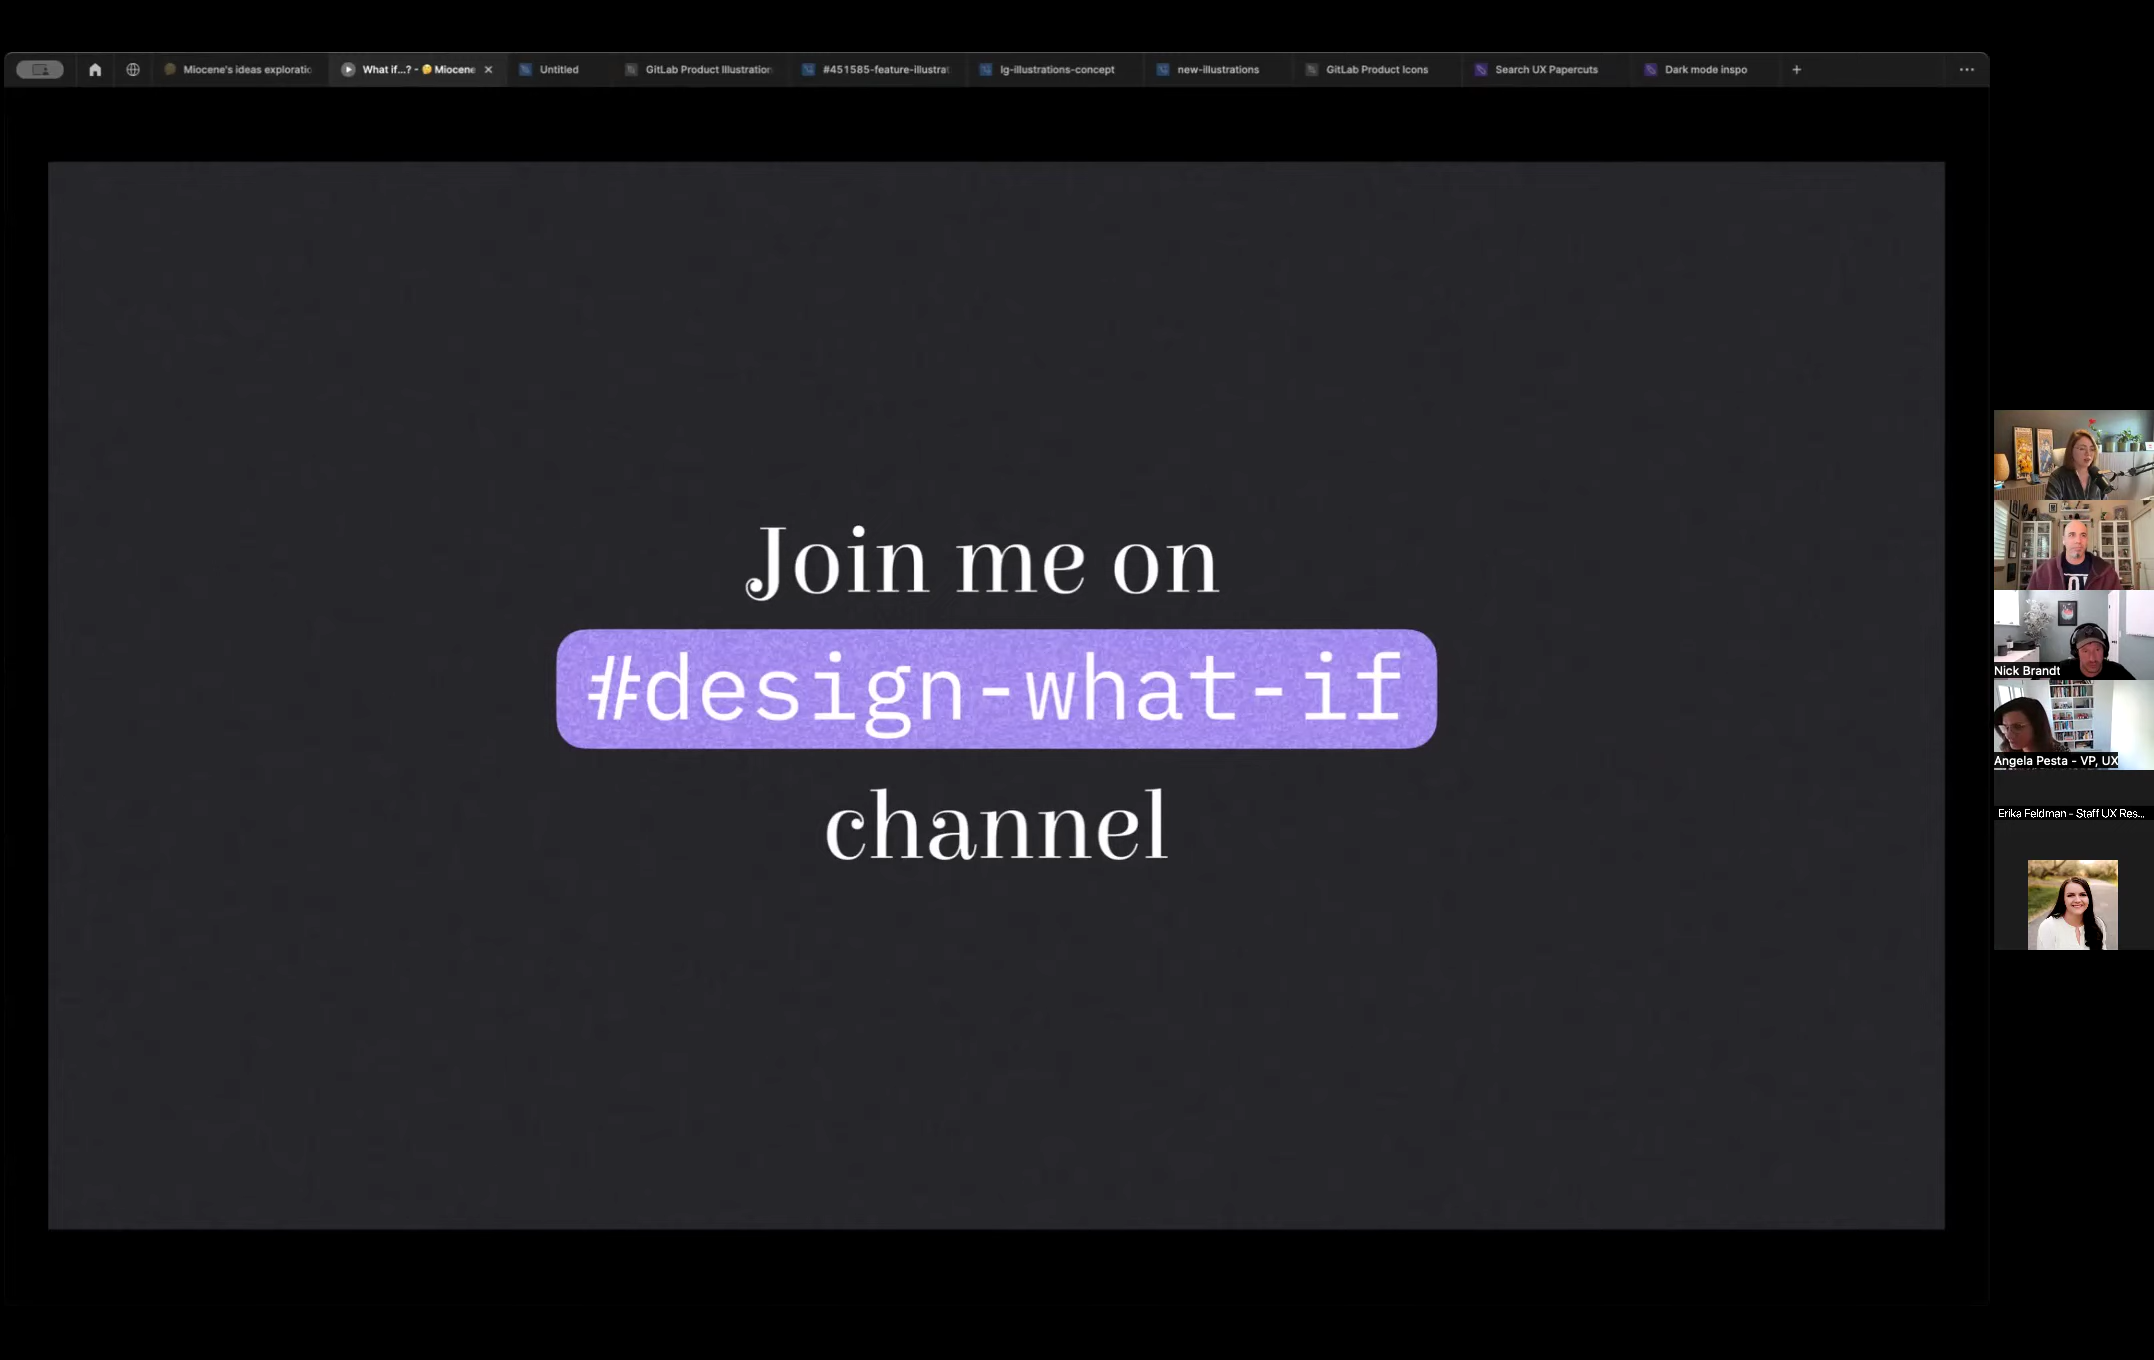 Miocene's ideas exploratio
What if...? - 🤔 Miocene
Untitled
GitLab Product Illustration
#451585-feature-illustrat
lg-illustrations-concept
new-illustrations
GitLab Product Icons
Search UX Papercuts
Dark mode inspo
Join me on
#design-what-if
channel
Nick Brandt
Angela Pesta - VP, UX
Erika Feldman - Staff UX Res...